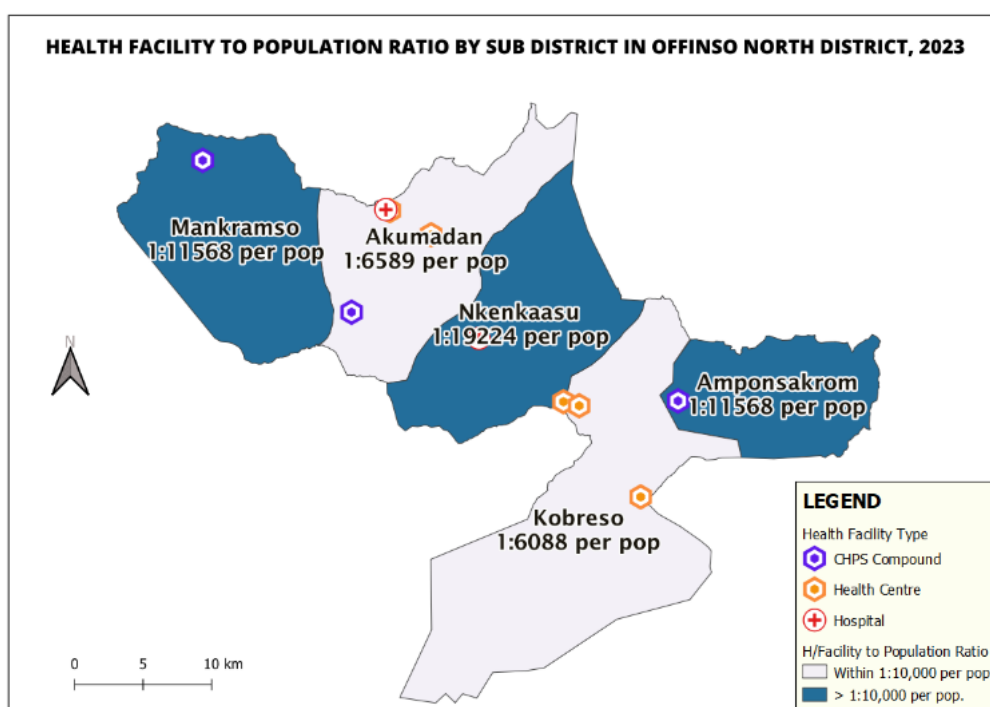 HEALTH FACILITY TO POPULATION RATIO BY SUB DISTRICT IN OFFINSO NORTH DISTRICT, 2023
Mankramso
1:11568 per pop
Akumadan
1:6589 per pop
Nkenkaasu
1:19224 per pop
Amponsakrom
1:11568 per pop
Kobreso
1:6088 per pop
N
0 5 10 km
LEGEND
Health Facility Type
CHPS Compound
Health Centre
Hospital
H/Facility to Population Ratio
Within 1:10,000 per pop
> 1:10,000 per pop.